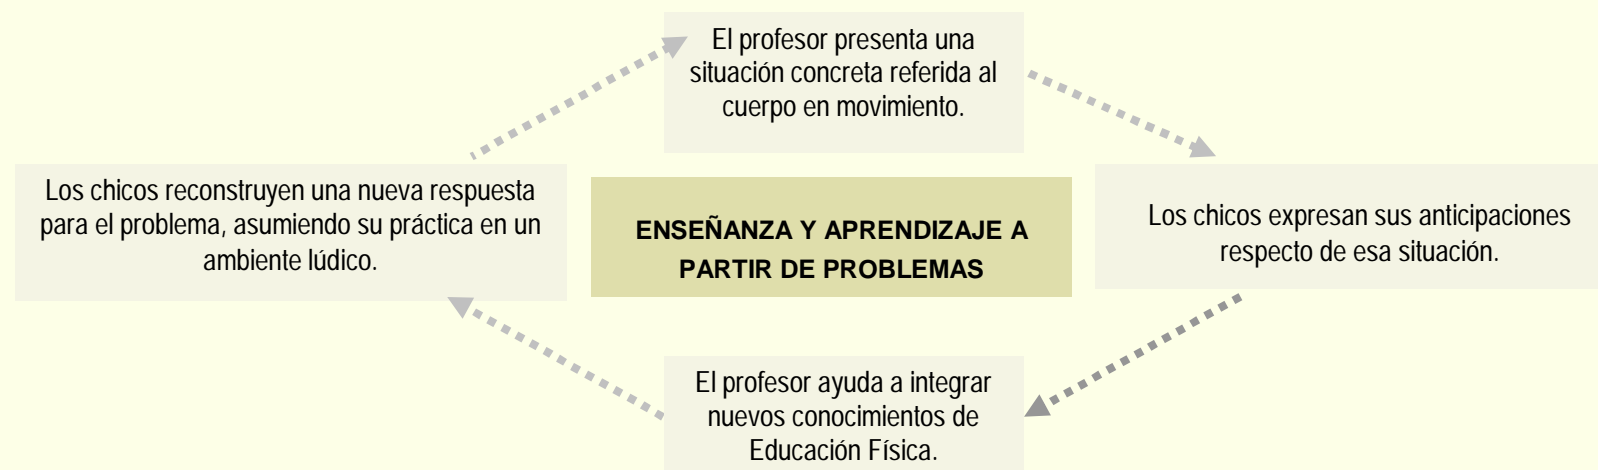 El profesor presenta una
situación concreta referida al
cuerpo en movimiento.
Los chicos reconstruyen una nueva respuesta
para el problema, asumiendo su práctica en un
ambiente lúdico.
ENSEÑANZA Y APRENDIZAJE A
PARTIR DE PROBLEMAS
Los chicos expresan sus anticipaciones
respecto de esa situación.
El profesor ayuda a integrar
nuevos conocimientos de
Educación Física.